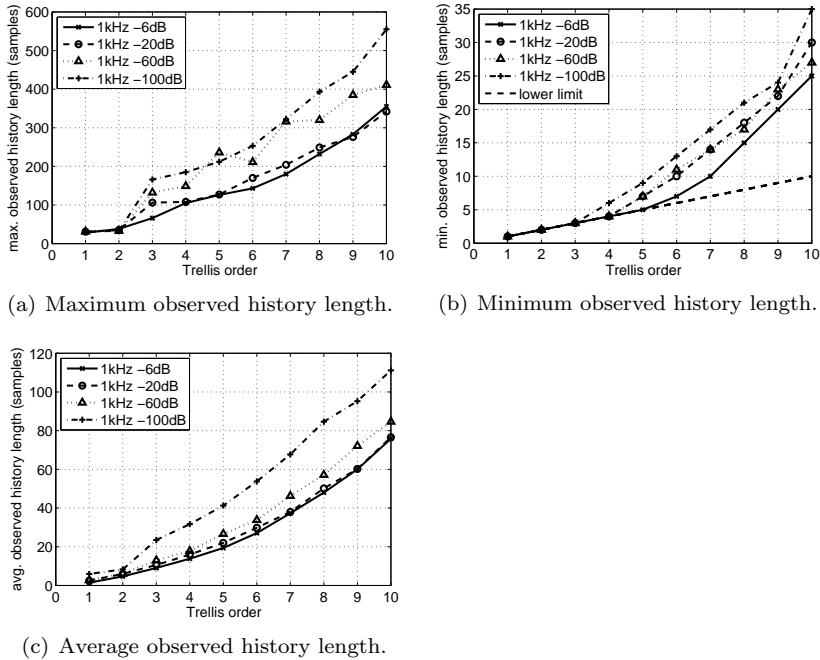 600
500
400
300
200
100
0
0 1 2 3 4 5 6 7 8 9 10
max. observed history length (samples)
Trellis order
1kHz −6dB
1kHz −20dB
1kHz −60dB
1kHz −100dB
(a) Maximum observed history length.
35
30
25
20
15
10
5
0
0 1 2 3 4 5 6 7 8 9 10
min. observed history length (samples)
Trellis order
1kHz −6dB
1kHz −20dB
1kHz −60dB
1kHz −100dB
lower limit
(b) Minimum observed history length.
120
100
80
60
40
20
0
0 1 2 3 4 5 6 7 8 9 10
avg. observed history length (samples)
Trellis order
1kHz −6dB
1kHz −20dB
1kHz −60dB
1kHz −100dB
(c) Average observed history length.